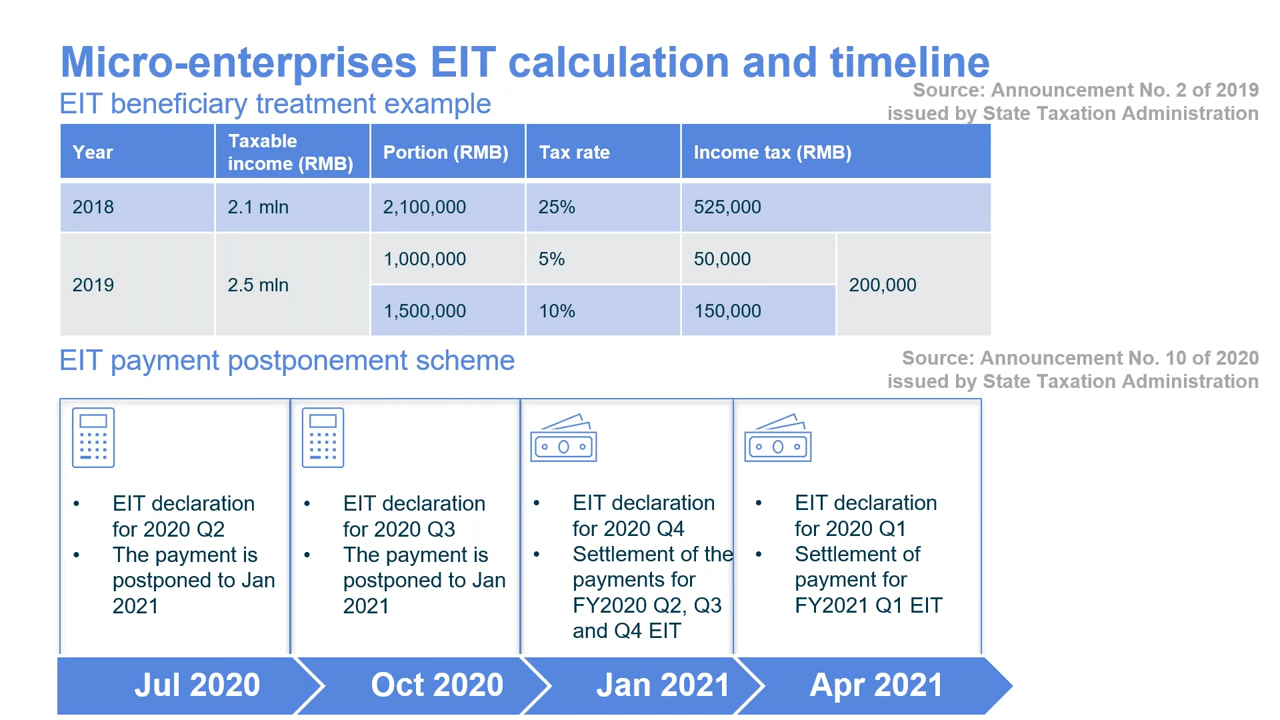 Micro-enterprises EIT calculation and timeline
EIT beneficiary treatment example
Source: Announcement No. 2 of 2019
issued by State Taxation Administration
Year
Taxable
income (RMB)
Portion (RMB)
Tax rate
Income tax (RMB)
2018
2.1 mln
2,100,000
25%
525,000
2019
2.5 mln
1,000,000
5%
50,000
200,000
1,500,000
10%
150,000
EIT payment postponement scheme
Source: Announcement No. 10 of 2020
issued by State Taxation Administration
• EIT declaration
for 2020 Q2
• The payment is
postponed to Jan
2021
• EIT declaration
for 2020 Q3
• The payment is
postponed to Jan
2021
• EIT declaration
for 2020 Q4
• Settlement of the
payments for
FY2020 Q2, Q3
and Q4 EIT
• EIT declaration
for 2020 Q1
• Settlement of
payment for
FY2021 Q1 EIT
Jul 2020
Oct 2020
Jan 2021
Apr 2021